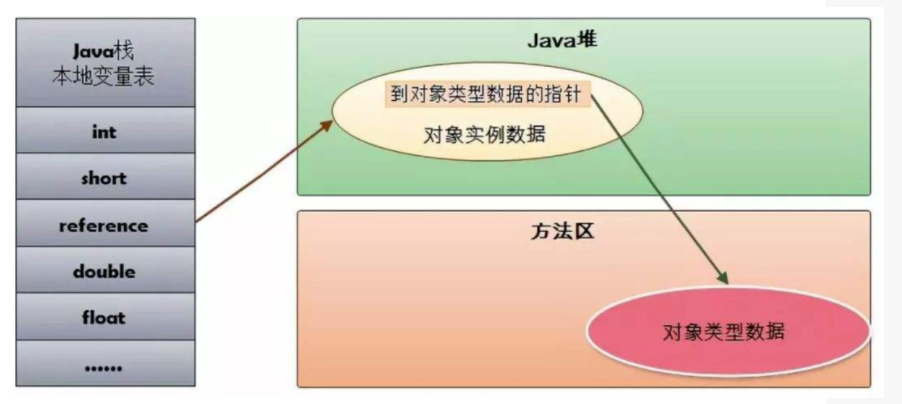 Java栈
本地变量表
int
short
reference
double
float
......
Java堆
到对象类型数据的指针
对象实例数据
方法区
对象类型数据